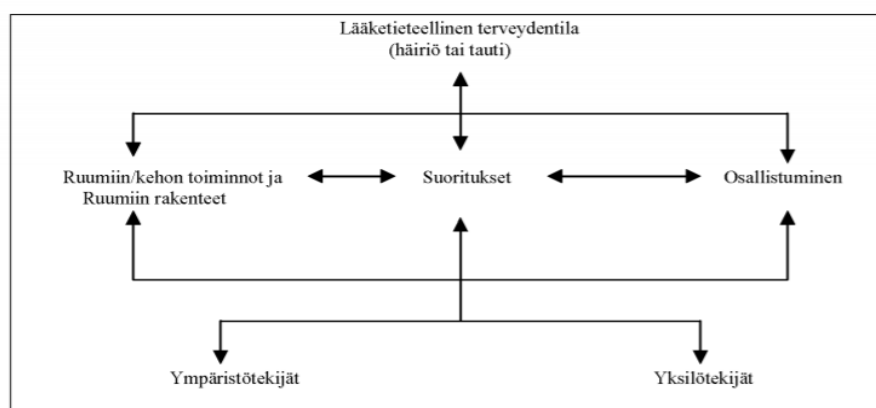 Lääketieteellinen terveydentila
(häiriö tai tauti)
Ruumiin/kehon toiminnot ja
Ruumiin rakenteet
Suoritukset
Osallistuminen
Ympäristötekijät
Yksilötekijät